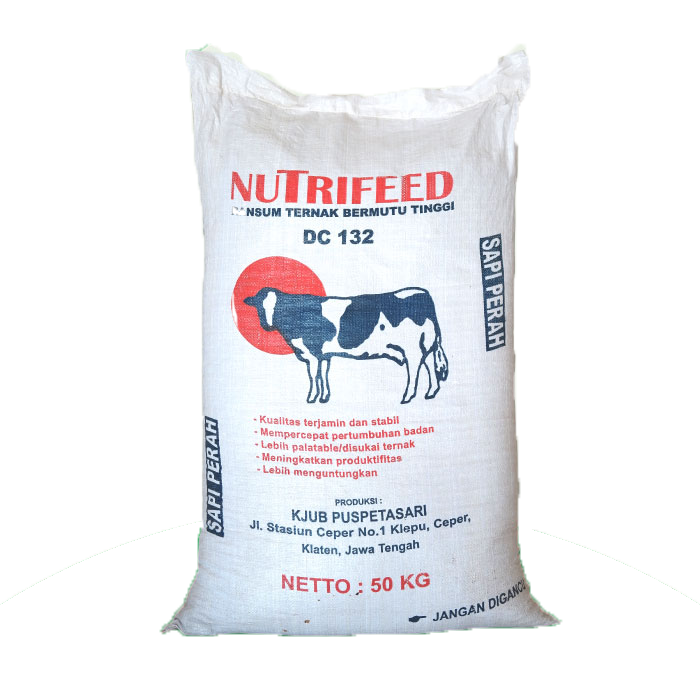 NUTRIFEED
RANSUM TERNAK BERMUTU TINGGI
DC 132
SAPI PERAH
- Kualitas terjamin dan stabil
- Mempercepat pertumbuhan badan
- Lebih palatable/disukai ternak
- Meningkatkan produktifitas
- Lebih menguntungkan
SAPI PERAH
PRODUKSI :
KJUB PUSPETASARI
Jl. Stasiun Ceper No.1 Klepu, Ceper,
Klaten, Jawa Tengah
NETTO : 50 KG
JANGAN